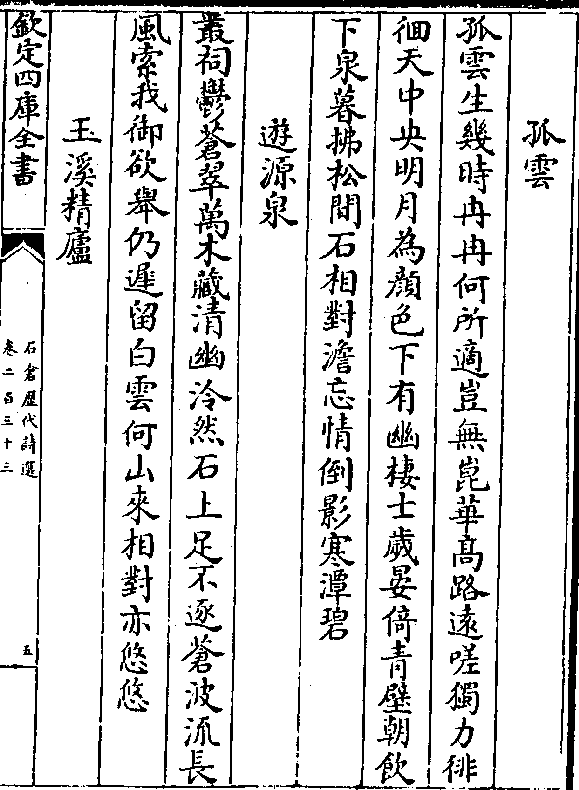 孤雲
孤雲生幾時冉冉何所適豈無崑華髙路遠嗟獨力徘
徊天中央明月為顔色下有幽棲士歲晏倚青壁朝飲
下泉暮拂松間石相對澹忘情倒影寒潭碧
遊源泉
叢祠鬱蒼翠萬木藏清幽泠然石上足不逐蒼波流長
風索我御欲舉仍遲留白雲何山來相對亦悠悠
玉溪精廬
欽定四庫全書
石倉歷代詩選
卷二百三十三
五